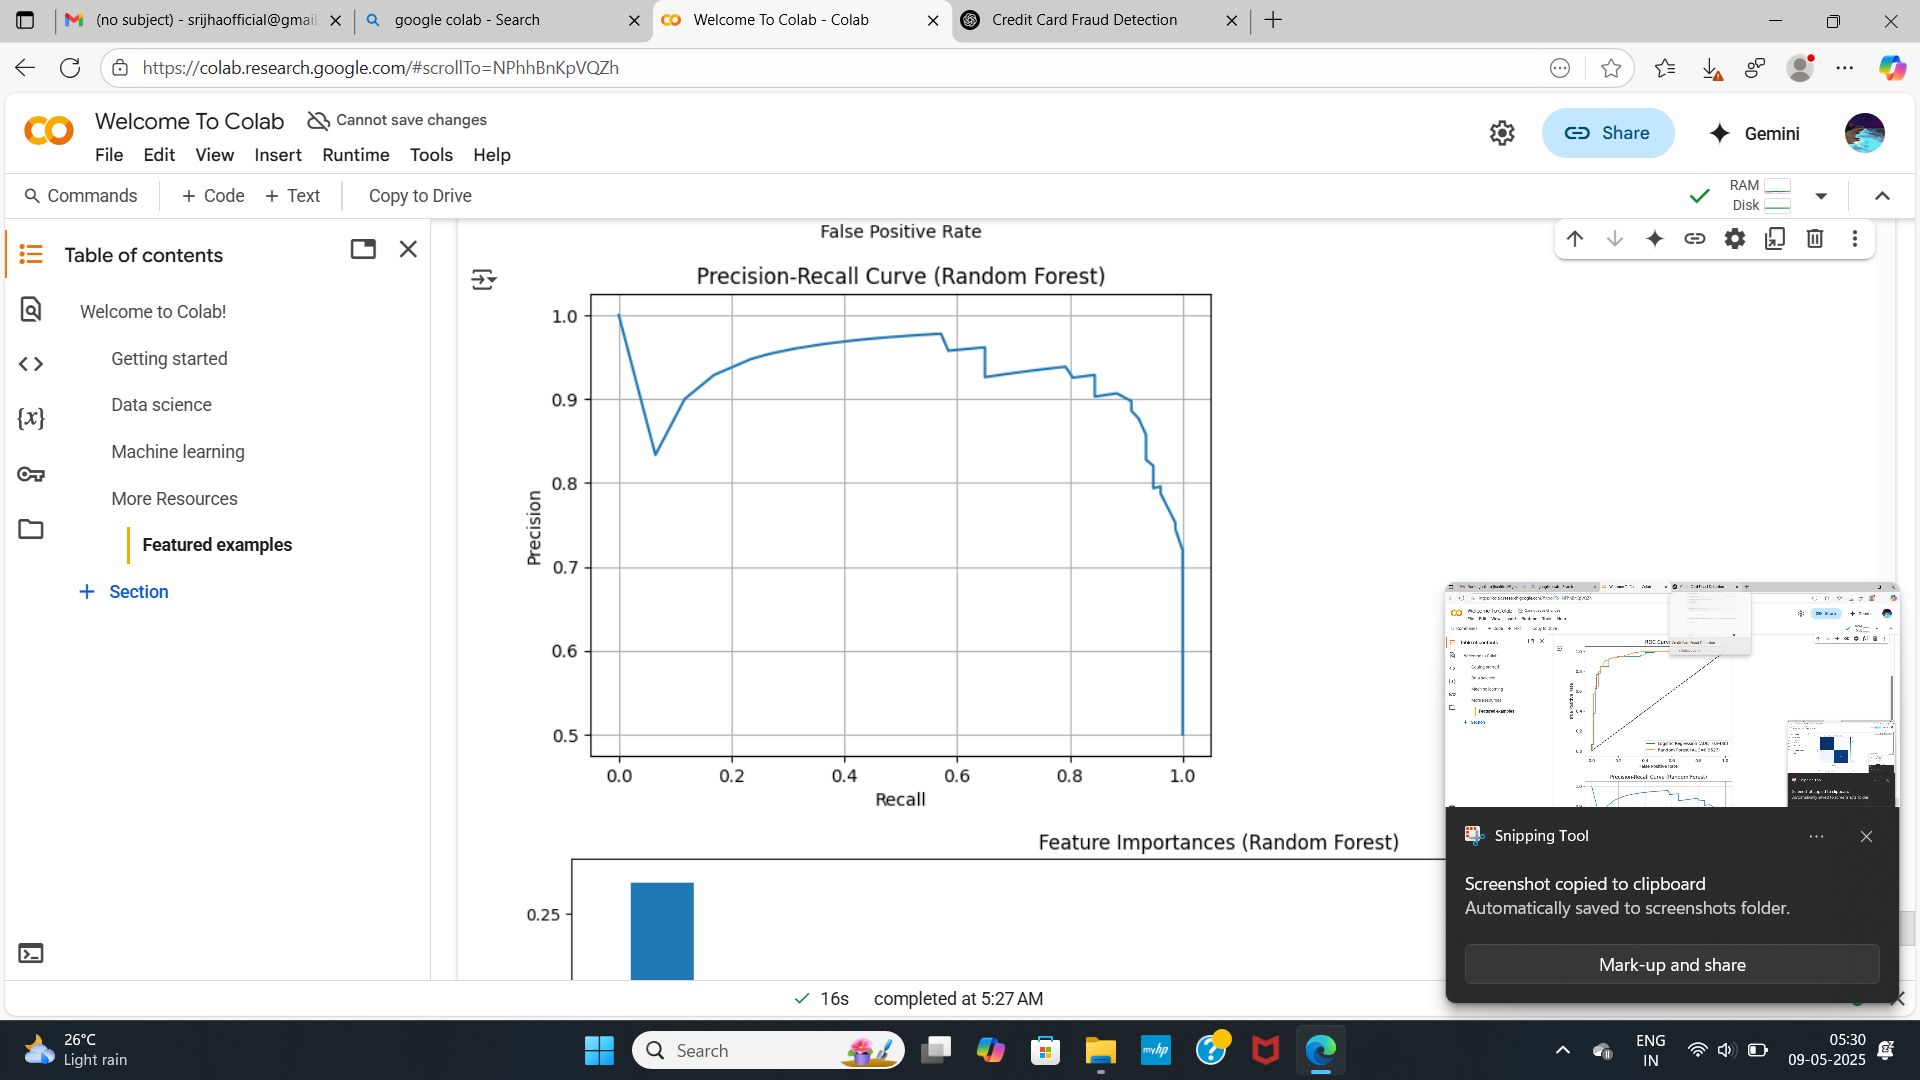 (no subject) - srijhaofficial@gmail
google colab - Search
Welcome To Colab - Colab
Credit Card Fraud Detection
https://colab.research.google.com/#scrollTo=NPhhBnKpVQZh
Welcome To Colab
Cannot save changes
File Edit View Insert Runtime Tools Help
Share
Gemini
Commands
+ Code + Text
Copy to Drive
RAM
Disk
Table of contents
Welcome to Colab!
Getting started
Data science
Machine learning
More Resources
Featured examples
+ Section
False Positive Rate
Precision-Recall Curve (Random Forest)
1.0
0.9
0.8
0.7
0.6
0.5
Precision
0.0 0.2 0.4 0.6 0.8 1.0
Recall
Feature Importances (Random Forest)
0.25
16s completed at 5:27 AM
Snipping Tool
Screenshot copied to clipboard
Automatically saved to screenshots folder.
Mark-up and share
26°C
Light rain
Search
myhp
ENG
IN
05:30
09-05-2025